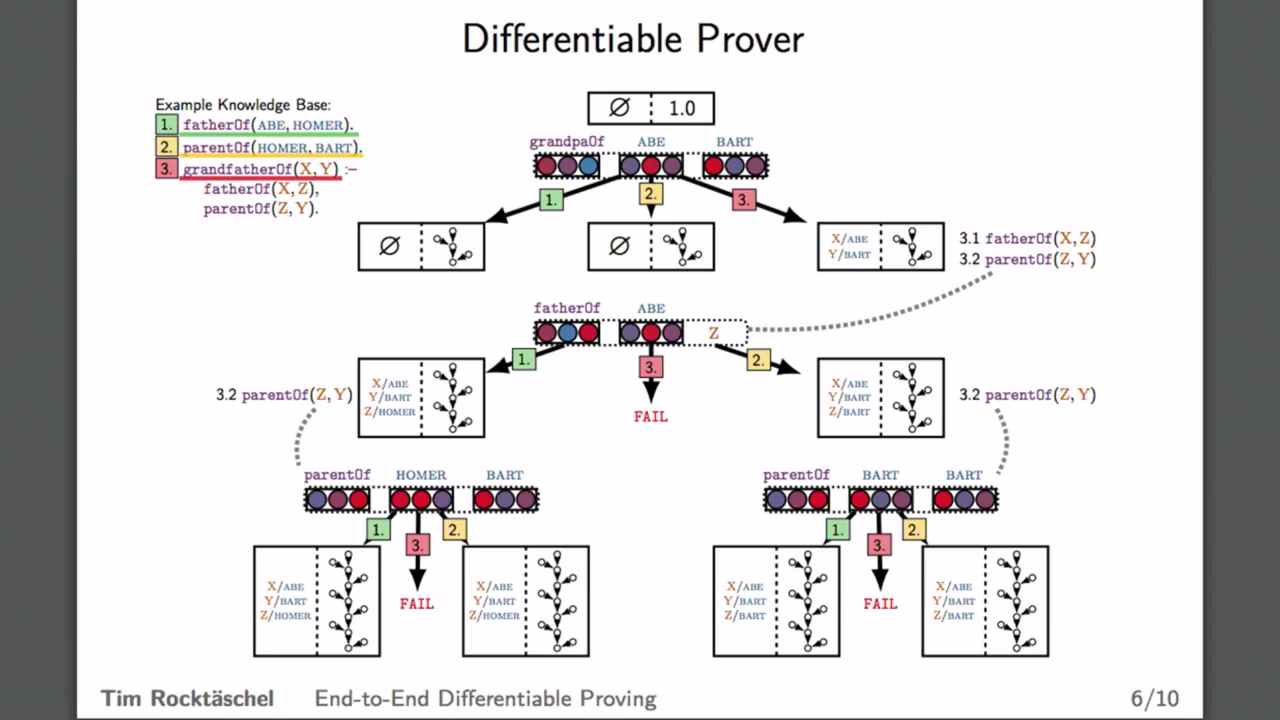 Differentiable Prover
Example Knowledge Base:
1. fatherOf(ABE, HOMER).
2. parentOf(HOMER, BART).
3. grandfatherOf(X, Y) :–
fatherOf(X, Z),
parentOf(Z, Y).
∅ 1.0
grandpaOf ABE BART
1. 2. 3.
∅
∅
X/ABE
Y/BART
3.1 fatherOf(X, Z)
3.2 parentOf(Z, Y)
fatherOf ABE Z
1. 3. 2.
FAIL
3.2 parentOf(Z, Y)
X/ABE
Y/BART
Z/HOMER
X/ABE
Y/BART
Z/BART
3.2 parentOf(Z, Y)
parentOf HOMER BART
1. 3. 2.
X/ABE
Y/BART
Z/HOMER
FAIL
X/ABE
Y/BART
Z/HOMER
parentOf BART BART
1. 3. 2.
X/ABE
Y/BART
Z/BART
FAIL
X/ABE
Y/BART
Z/BART
Tim Rocktäschel End-to-End Differentiable Proving 6/10